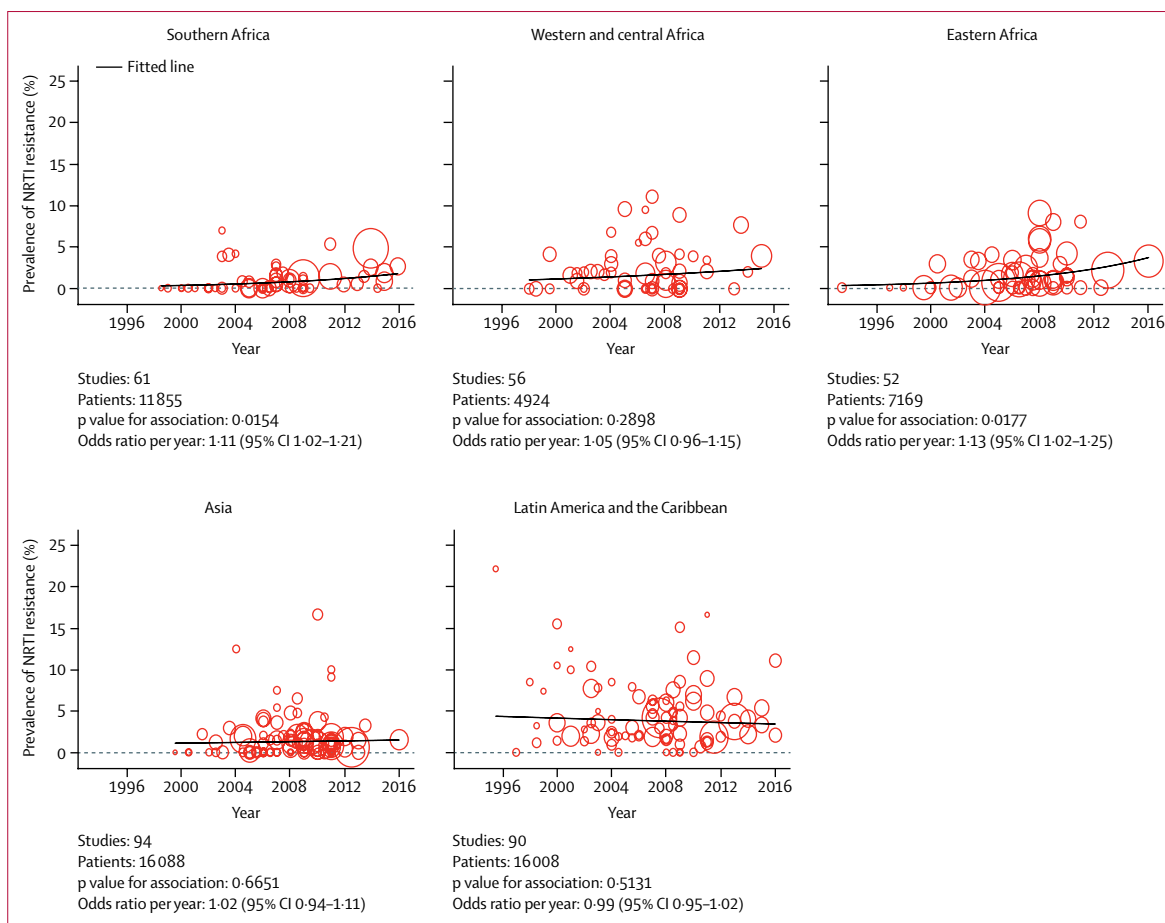 Southern Africa
Western and central Africa
Eastern Africa
Fitted line
Prevalence of NRTI resistance (%)
25
20
15
10
5
0
1996 2000 2004 2008 2012 2016
Year
1996 2000 2004 2008 2012 2016
Year
1996 2000 2004 2008 2012 2016
Year
Studies: 61
Patients: 11 855
p value for association: 0·0154
Odds ratio per year: 1·11 (95% CI 1·02–1·21)
Studies: 56
Patients: 4924
p value for association: 0·2898
Odds ratio per year: 1·05 (95% CI 0·96–1·15)
Studies: 52
Patients: 7169
p value for association: 0·0177
Odds ratio per year: 1·13 (95% CI 1·02–1·25)
Asia
Latin America and the Caribbean
Prevalence of NRTI resistance (%)
25
20
15
10
5
0
1996 2000 2004 2008 2012 2016
Year
1996 2000 2004 2008 2012 2016
Year
Studies: 94
Patients: 16 088
p value for association: 0·6651
Odds ratio per year: 1·02 (95% CI 0·94–1·11)
Studies: 90
Patients: 16 008
p value for association: 0·5131
Odds ratio per year: 0·99 (95% CI 0·95–1·02)